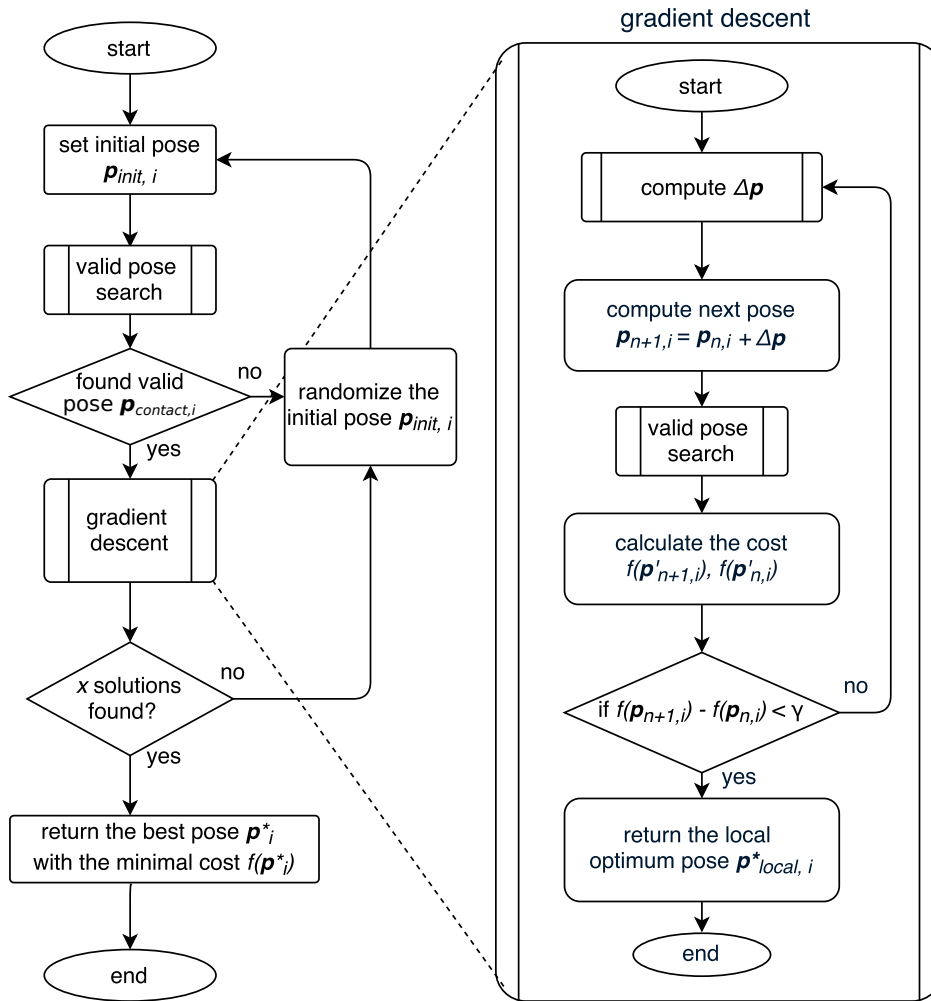 start
set initial pose
p_init, i
valid pose
search
found valid
pose p_contact,i
no
yes
randomize the
initial pose p_init, i
gradient
descent
x solutions
found?
no
yes
return the best pose p*_i
with the minimal cost f(p*_i)
end
gradient descent
start
compute Δp
compute next pose
p_n+1,i = p_n,i + Δp
valid pose
search
calculate the cost
f(p'_n+1,i), f(p'_n,i)
if f(p_n+1,i) - f(p_n,i) < γ
no
yes
return the local
optimum pose p*_local, i
end